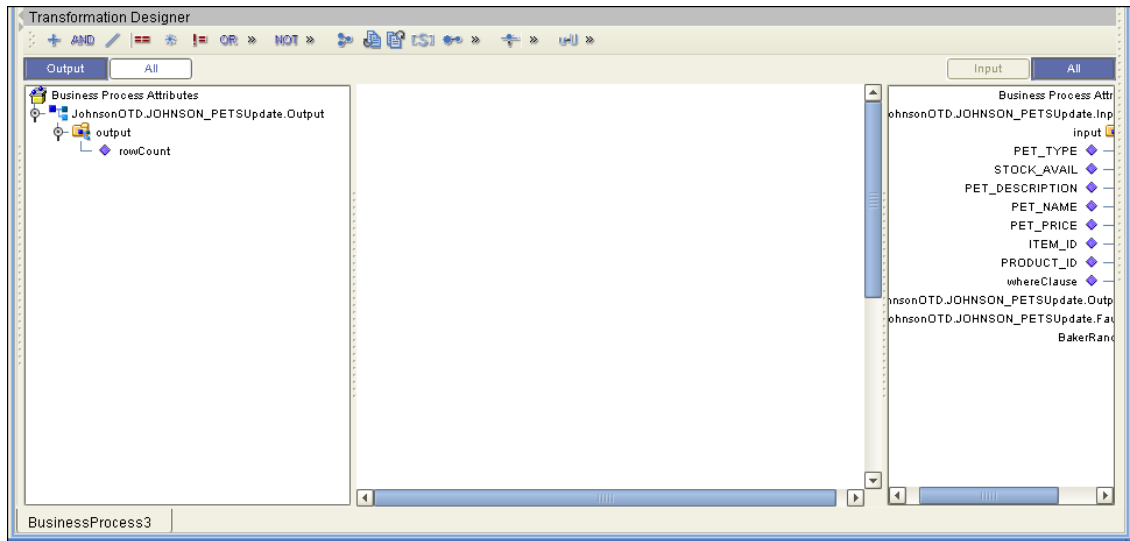 Transformation Designer
AND == != OR » NOT » [S] » » »
Output All Input All
Business Process Attributes
JohnsonOTD.JOHNSON_PETSUpdate.Output
output
rowCount
Business Process Attr
ohnsonOTD.JOHNSON_PETSUpdate.Inp
input
PET_TYPE
STOCK_AVAIL
PET_DESCRIPTION
PET_NAME
PET_PRICE
ITEM_ID
PRODUCT_ID
whereClause
nsonOTD.JOHNSON_PETSUpdate.Outp
ohnsonOTD.JOHNSON_PETSUpdate.Fau
BakerRand
BusinessProcess3